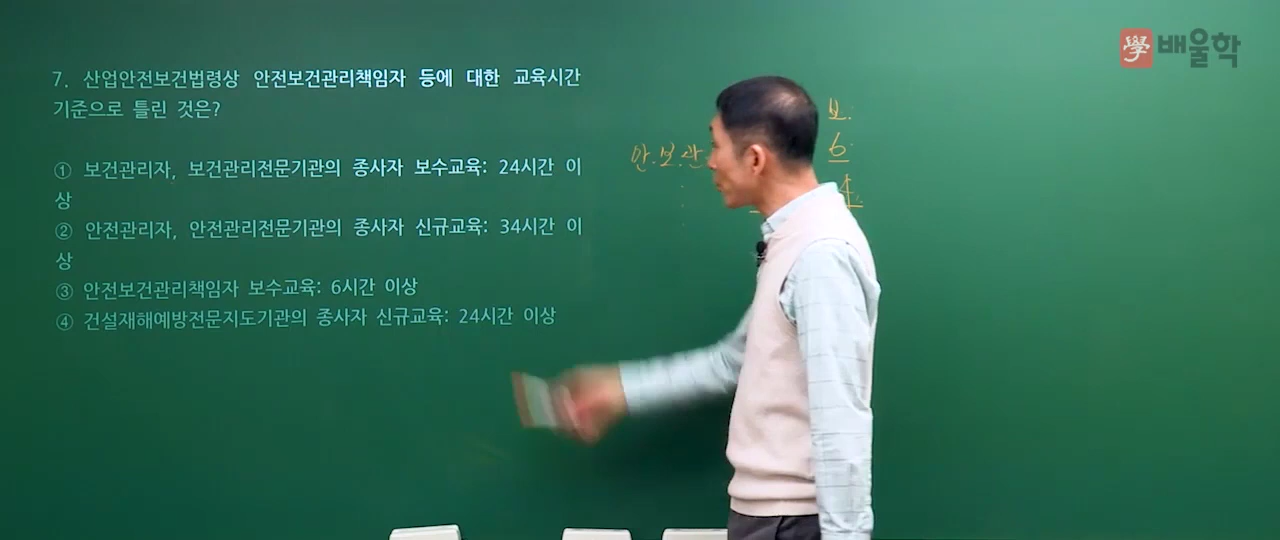 學 배울학
7. 산업안전보건법령상 안전보건관리책임자 등에 대한 교육시간
기준으로 틀린 것은?
① 보건관리자, 보건관리전문기관의 종사자 보수교육: 24시간 이
상
② 안전관리자, 안전관리전문기관의 종사자 신규교육: 34시간 이
상
③ 안전보건관리책임자 보수교육: 6시간 이상
④ 건설재해예방전문지도기관의 종사자 신규교육: 24시간 이상
보.
안.보.관 6
4